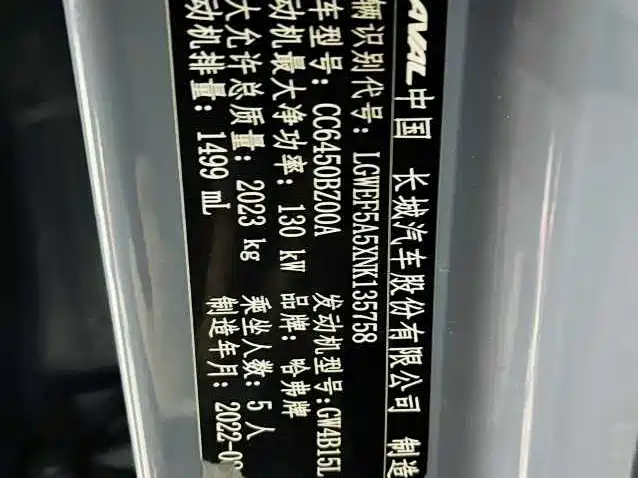 AVAL 中国 长城汽车股份有限公司 制造
辆识别代号: LGWEF5A5XNK135758
车型号: CC6450BZ00A 发动机型号: GW4B15L
动机最大净功率: 130 kW 品牌: 哈弗牌
大允许总质量: 2023 kg 乘坐人数: 5 人
动机排量: 1499 mL 制造年月: 2022-0